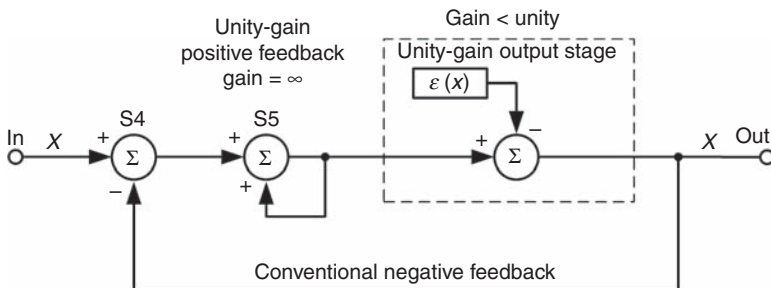 Gain < unity
Unity-gain
positive feedback
gain = ∞
Unity-gain output stage
ε (x)
S4
S5
In
X
+
Σ
−
+
Σ
+
+
−
Σ
X
Out
Conventional negative feedback